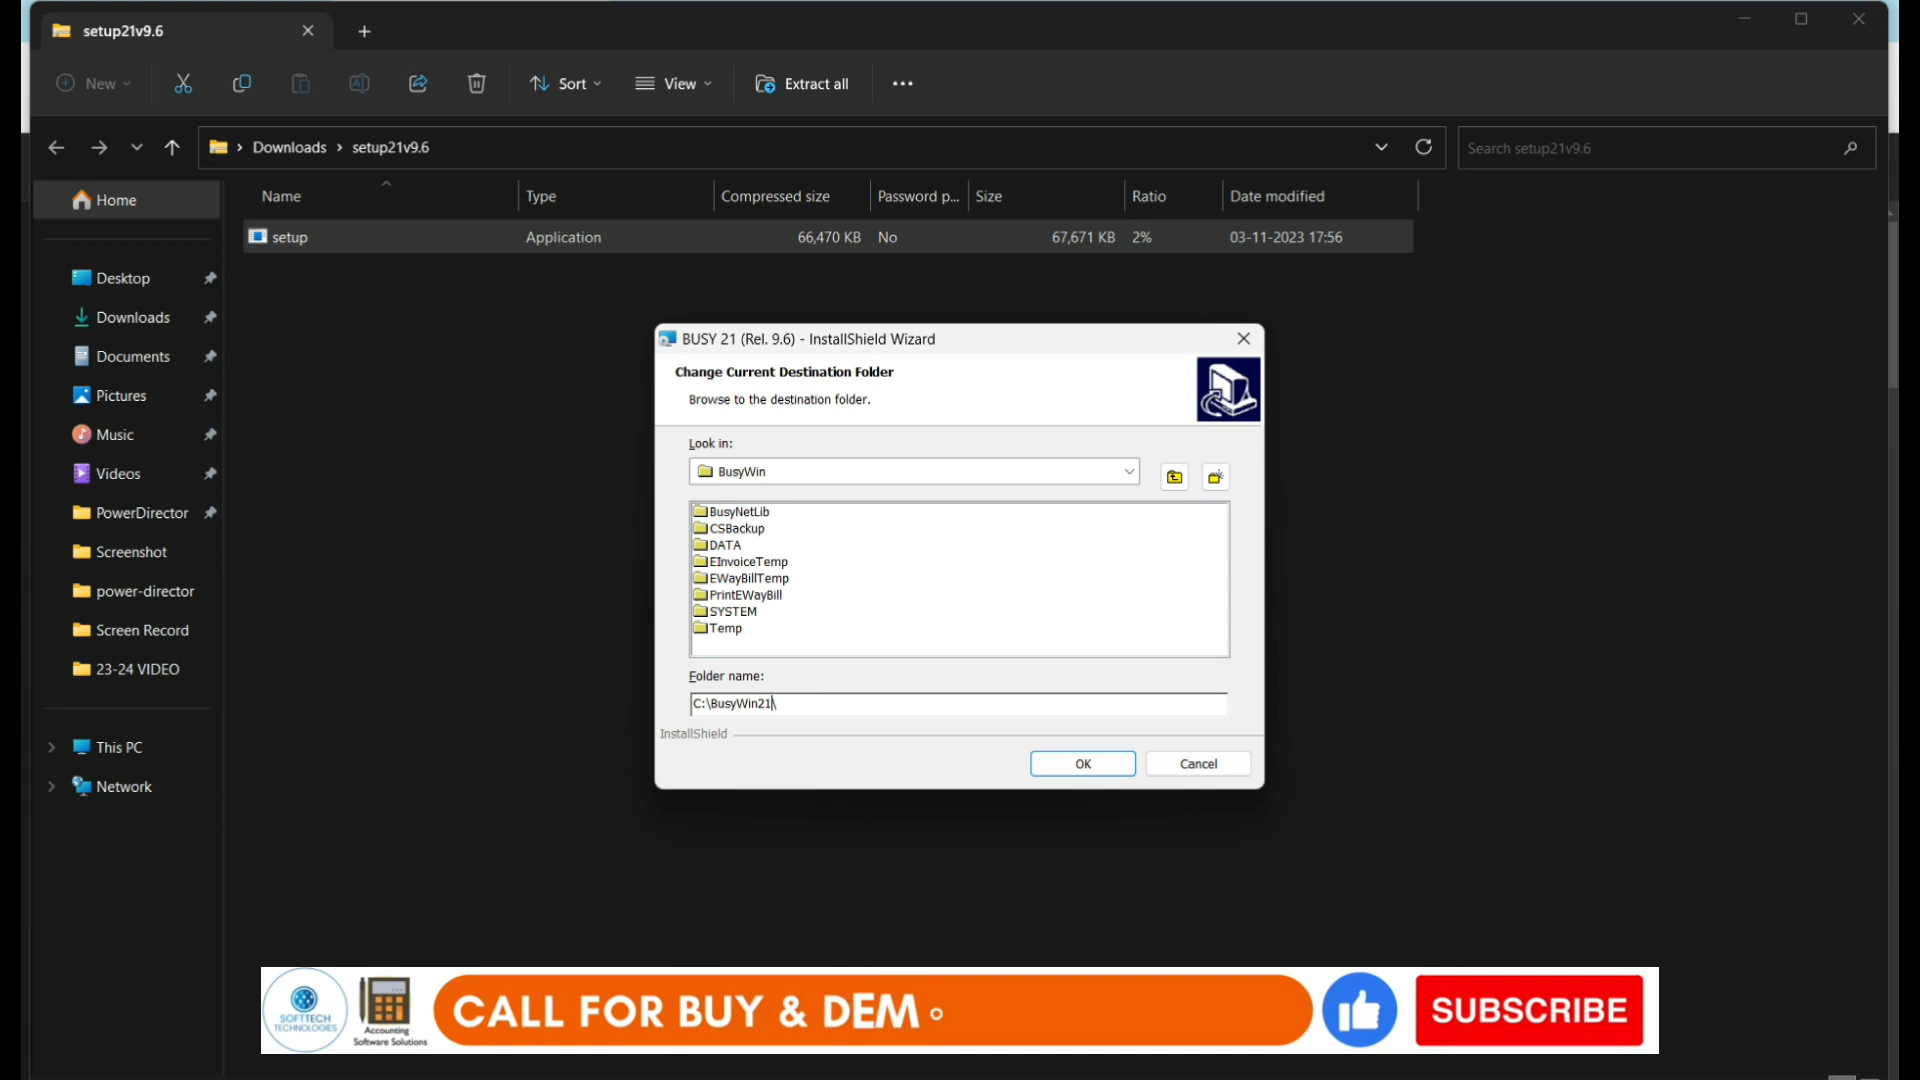 setup21v9.6
New
Sort
View
Extract all
Downloads
setup21v9.6
Search setup21v9.6
Name
Type
Compressed size
Password p...
Size
Ratio
Date modified
setup
Application
66,470 KB
No
67,671 KB
2%
03-11-2023 17:56
Home
Desktop
Downloads
Documents
Pictures
Music
Videos
PowerDirector
Screenshot
power-director
Screen Record
23-24 VIDEO
This PC
Network
BUSY 21 (Rel. 9.6) - InstallShield Wizard
Change Current Destination Folder
Browse to the destination folder.
Look in:
BusyWin
BusyNetLib
CSBackup
DATA
EInvoiceTemp
EWayBillTemp
PrintEWayBill
SYSTEM
Temp
Folder name:
C:\BusyWin21\
InstallShield
OK
Cancel
SOFTTECH
TECHNOLOGIES
Accounting
Software Solutions
CALL FOR BUY & DEM
SUBSCRIBE